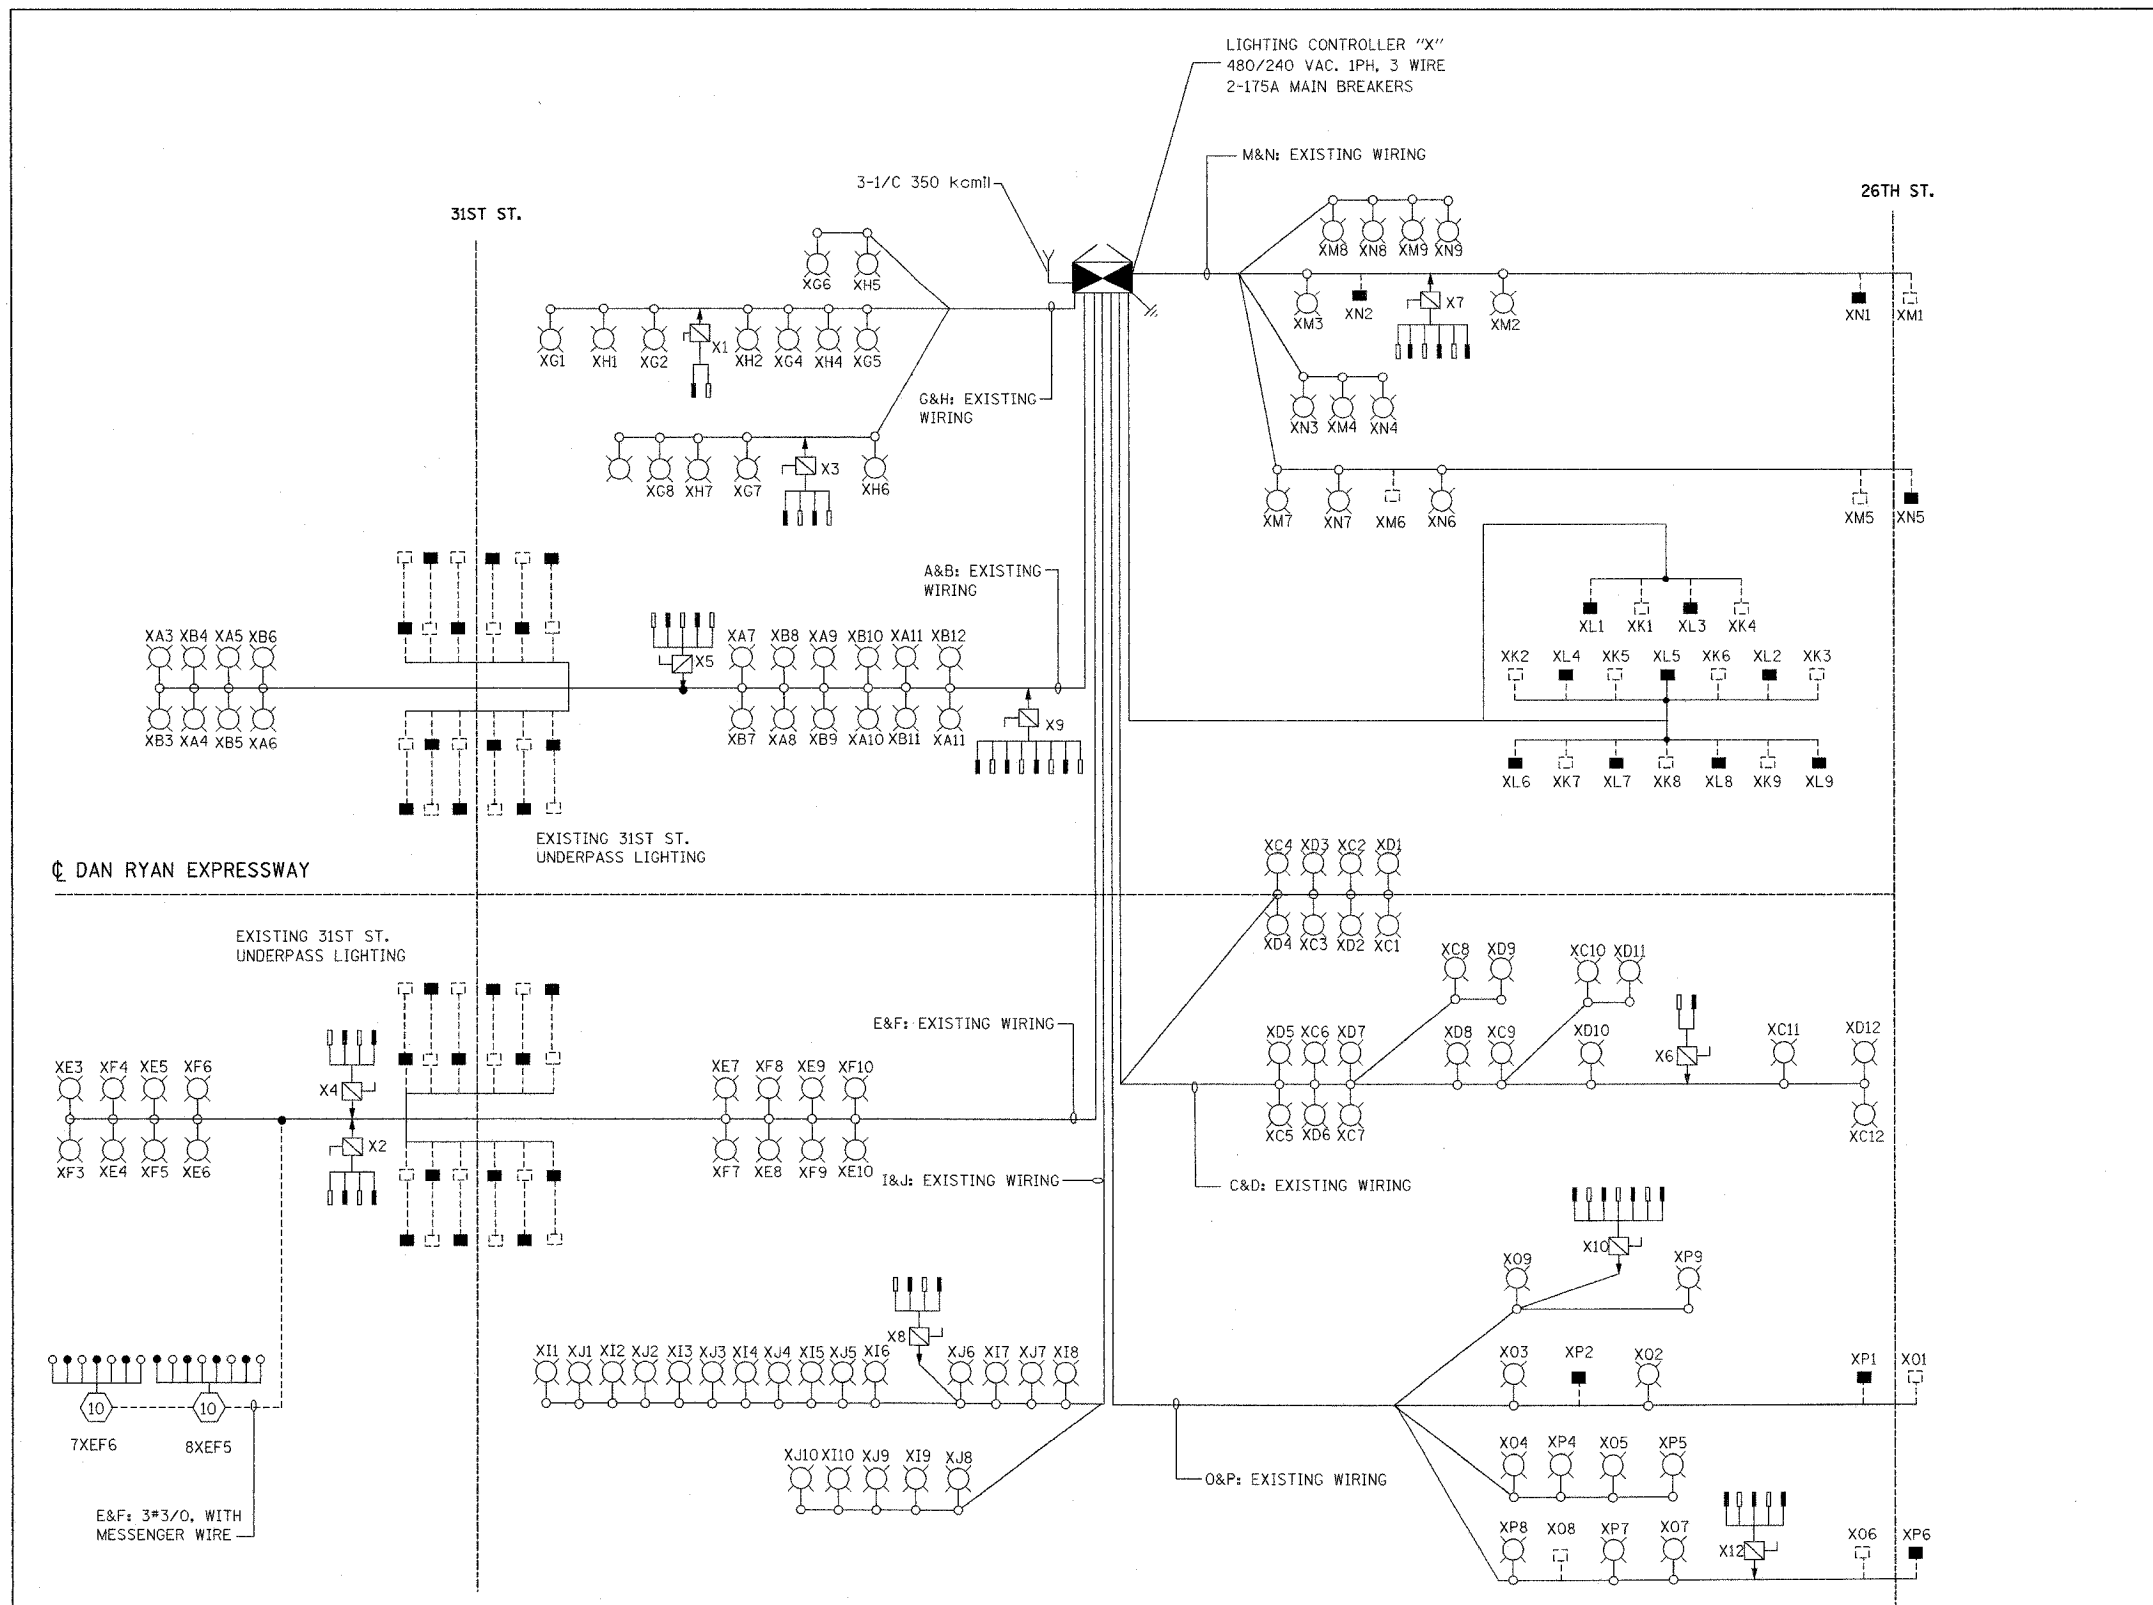 LIGHTING CONTROLLER "X"
480/240 VAC. 1PH, 3 WIRE
2-175A MAIN BREAKERS
M&N: EXISTING WIRING
3-1/C 350 kcmil
31ST ST.
26TH ST.
XM8 XN8 XM9 XN9
XG6 XH5
XM3 XN2 X7 XM2 XN1 XM1
XG1 XH1 XG2 X1 XH2 XG4 XH4 XG5
G&H: EXISTING
WIRING
XN3 XM4 XN4
XG8 XH7 XG7 X3 XH6
XM7 XN7 XM6 XN6 XM5 XN5
A&B: EXISTING
WIRING
XL1 XK1 XL3 XK4
XA3 XB4 XA5 XB6
X5 XA7 XB8 XA9 XB10 XA11 XB12
XK2 XL4 XK5 XL5 XK6 XL2 XK3
XB3 XA4 XB5 XA6
XB7 XA8 XB9 XA10 XB11 XA11
X9
XL6 XK7 XL7 XK8 XL8 XK9 XL9
EXISTING 31ST ST.
UNDERPASS LIGHTING
XC4 XD3 XC2 XD1
℄ DAN RYAN EXPRESSWAY
XD4 XC3 XD2 XC1
EXISTING 31ST ST.
UNDERPASS LIGHTING
XC8 XD9 XC10 XD11
E&F: EXISTING WIRING
XD5 XC6 XD7 XD8 XC9 XD10 X6 XC11 XD12
XE3 XF4 XE5 XF6 X4
XE7 XF8 XE9 XF10
XC5 XD6 XC7 XC12
XF3 XE4 XF5 XE6 X2
XF7 XE8 XF9 XE10
I&J: EXISTING WIRING
C&D: EXISTING WIRING
X10
XO9 XP9
X8
XI1 XJ1 XI2 XJ2 XI3 XJ3 XI4 XJ4 XI5 XJ5 XI6 XJ6 XI7 XJ7 XI8
XO3 XP2 XO2 XP1 XO1
10 10
7XEF6 8XEF5
XJ10 XI10 XJ9 XI9 XJ8
XO4 XP4 XO5 XP5
O&P: EXISTING WIRING
E&F: 3#3/0, WITH
MESSENGER WIRE
XP8 XO8 XP7 XO7 X12 XO6 XP6